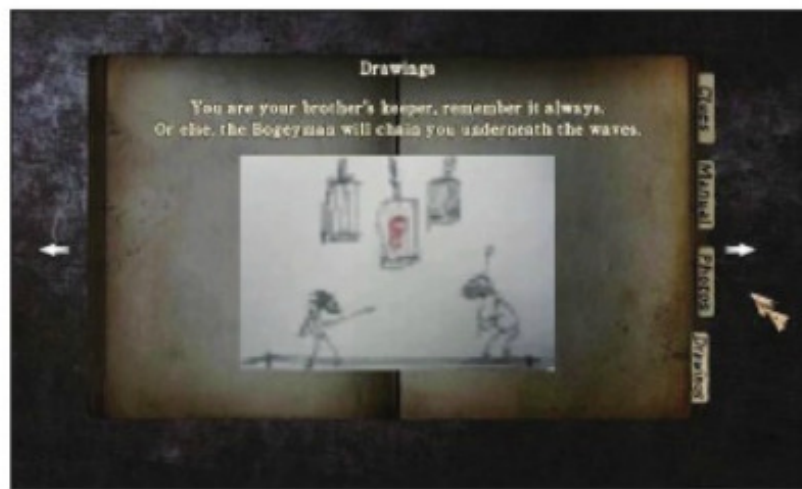 Drawings
You are your brother's keeper, remember it always.
Or else, the Bogeyman will chain you underneath the waves.
Clues
Manual
Photos
Drawings